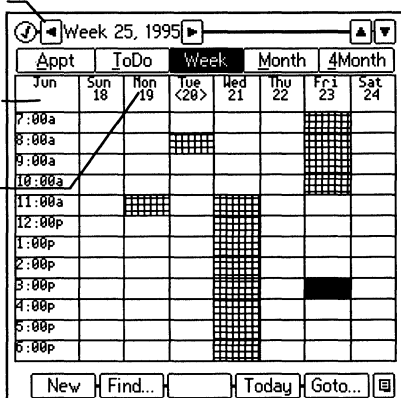 Week 25, 1995
Appt ToDo Week Month 4Month
Jun Sun Mon Tue Wed Thu Fri Sat
18 19 <20> 21 22 23 24
7:00a
8:00a
9:00a
10:00a
11:00a
12:00p
1:00p
2:00p
3:00p
4:00p
5:00p
6:00p
New Find... Today Goto...